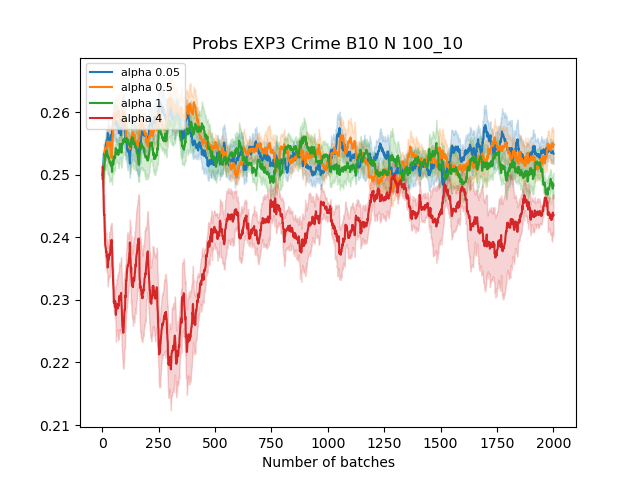 Probs EXP3 Crime B10 N 100_10
alpha 0.05
alpha 0.5
alpha 1
alpha 4
0.26
0.25
0.24
0.23
0.22
0.21
0 250 500 750 1000 1250 1500 1750 2000
Number of batches